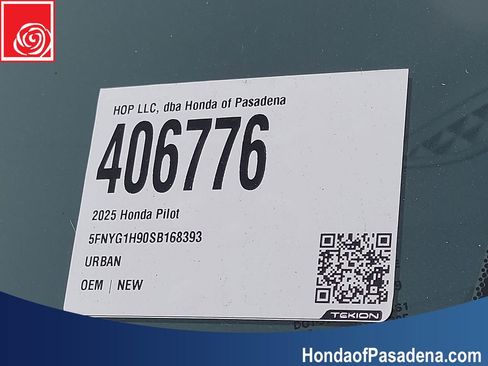 HOP LLC, dba Honda of Pasadena
406776
2025 Honda Pilot
5FNYG1H90SB168393
URBAN
OEM | NEW
TEKION
HondaofPasadena.com